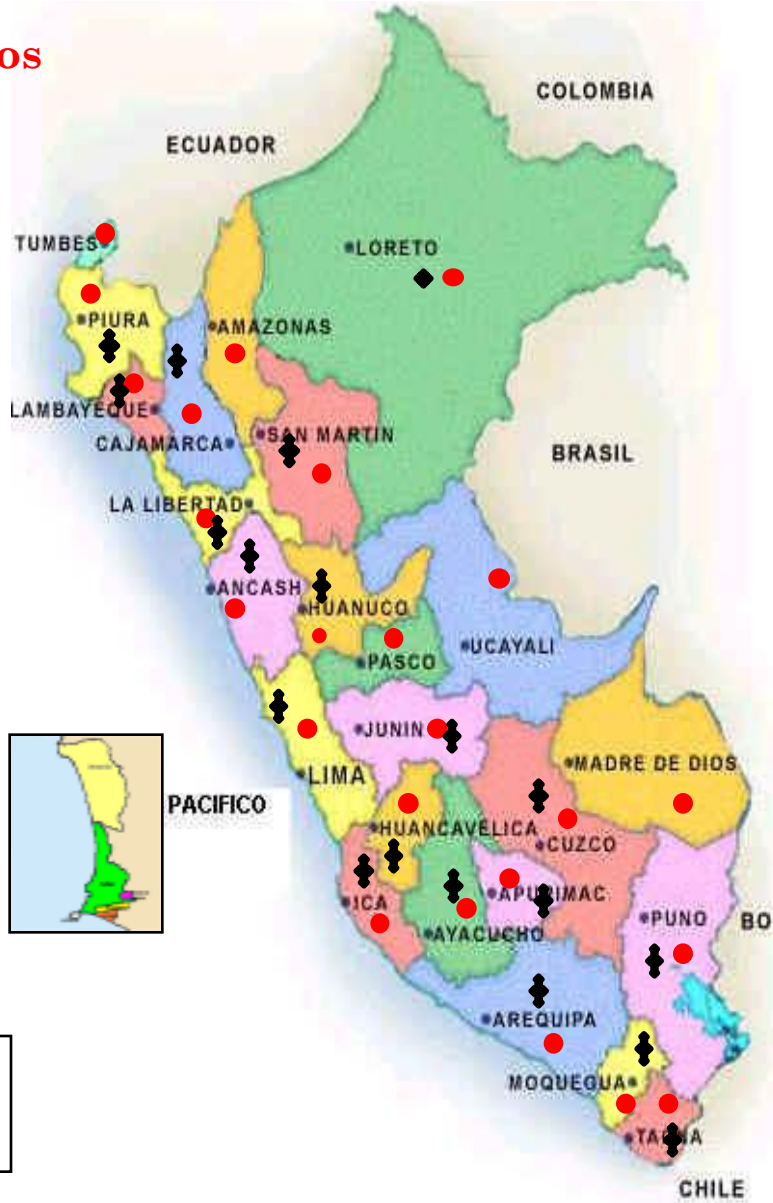 os
COLOMBIA
ECUADOR
TUMBES
LORETO
PIURA
AMAZONAS
LAMBAYEQUE
SAN MARTIN
CAJAMARCA
BRASIL
LA LIBERTAD
ANCASH
HUANUCO
UCAYALI
PASCO
JUNIN
MADRE DE DIOS
LIMA
PACIFICO
HUANCAVELICA
CUZCO
APURIMAC
ICA
PUNO
BO
AYACUCHO
AREQUIPA
MOQUEGUA
TACNA
CHILE